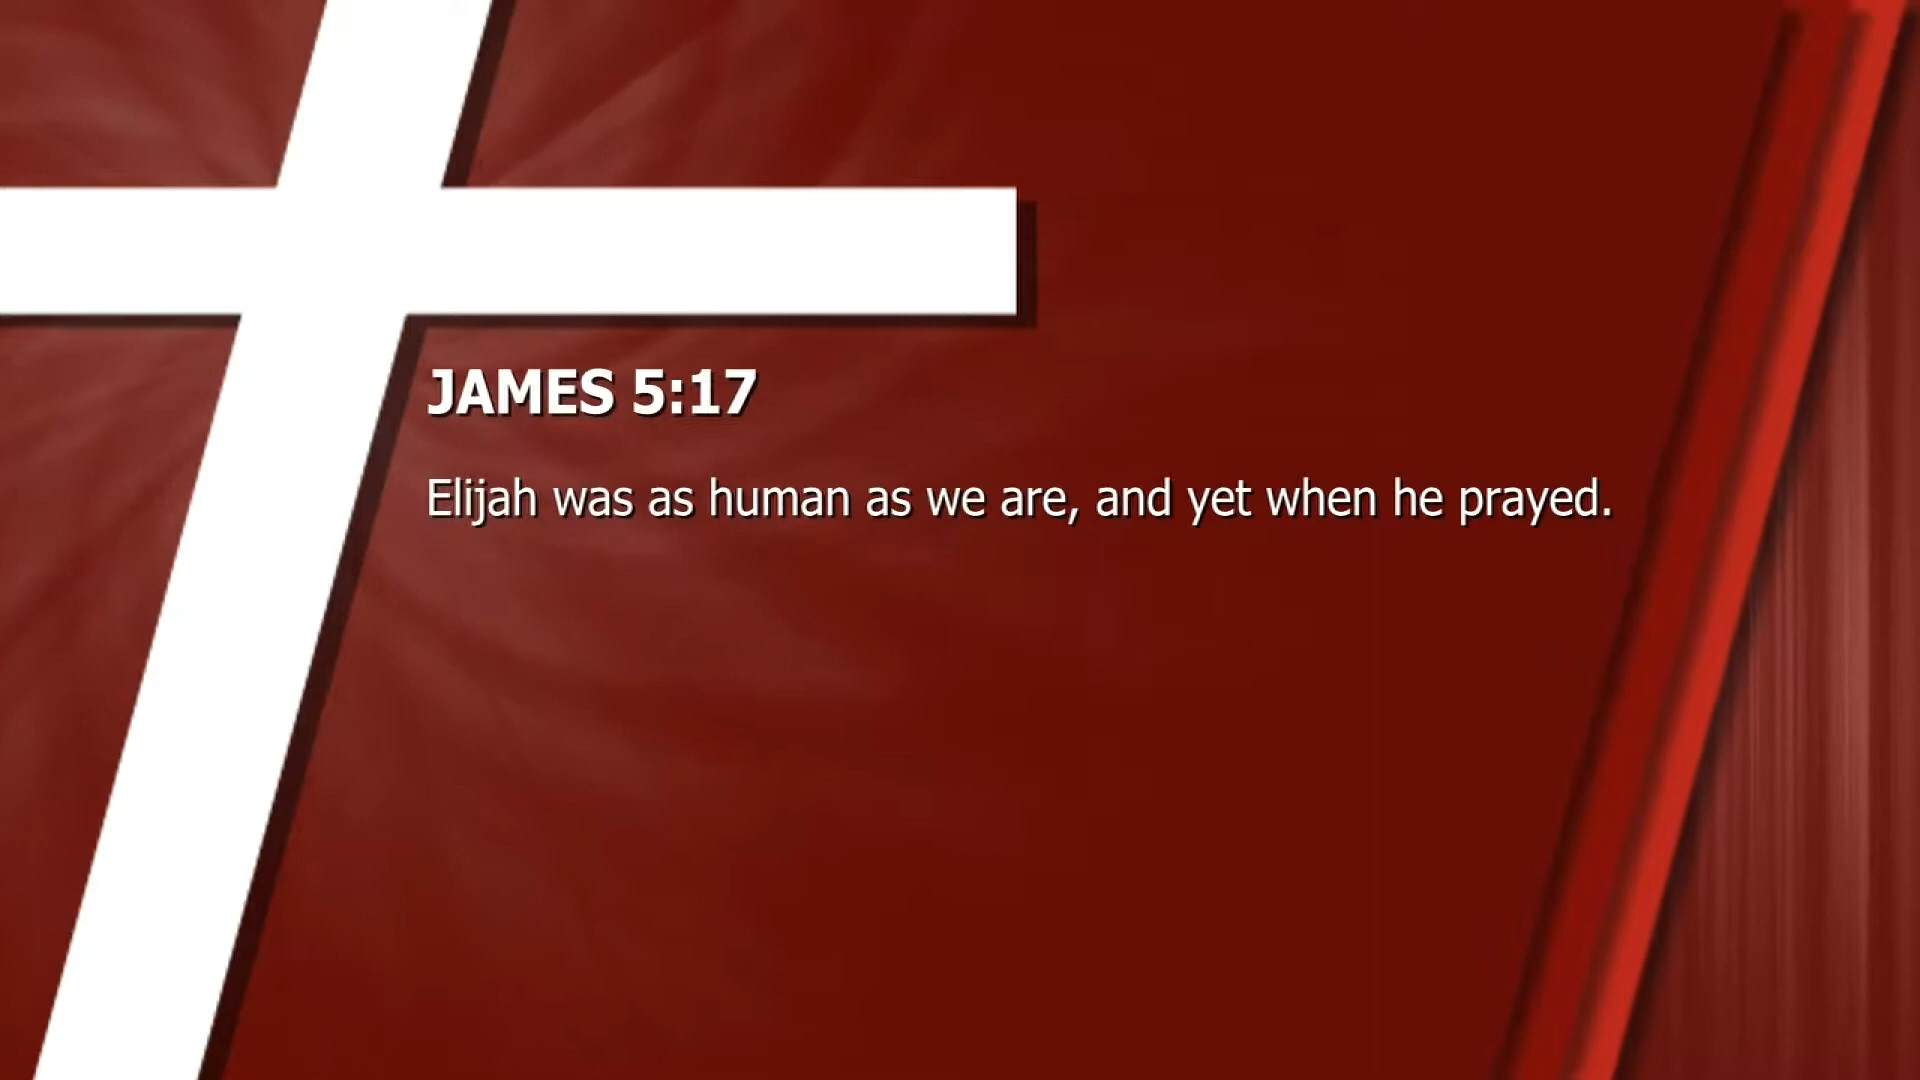 JAMES 5:17
Elijah was as human as we are, and yet when he prayed.